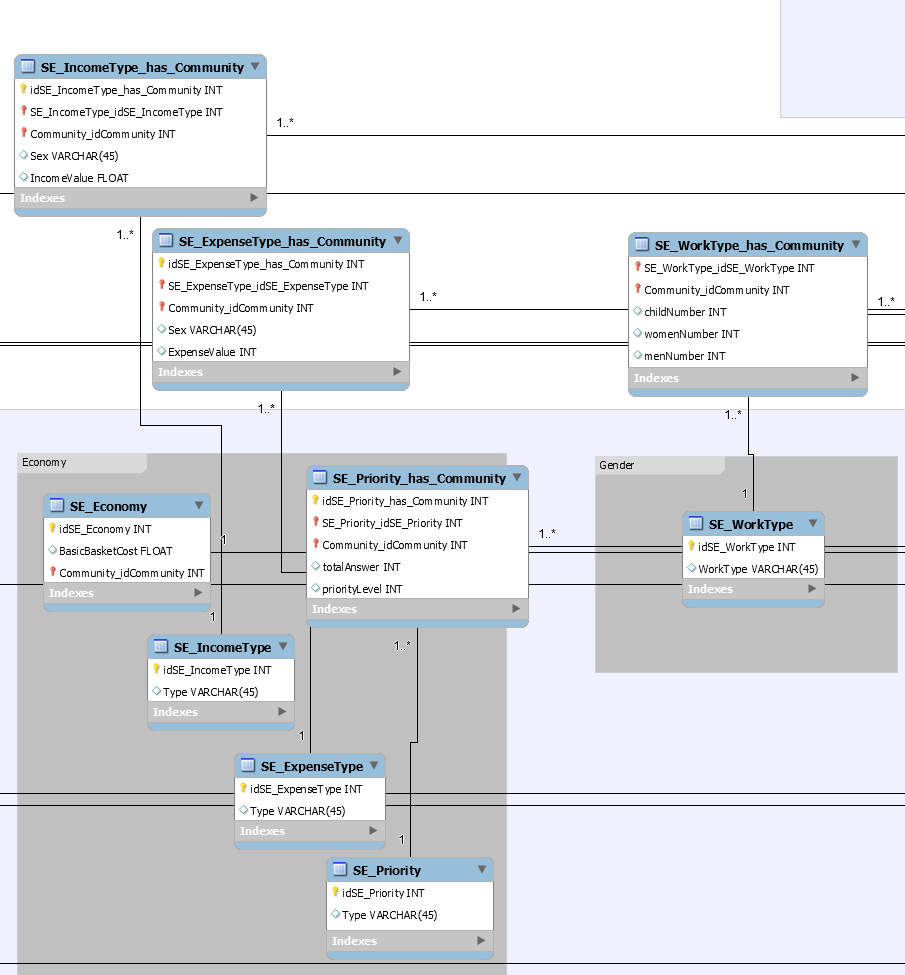 SE_IncomeType_has_Community
idSE_IncomeType_has_Community INT
SE_IncomeType_idSE_IncomeType INT
Community_idCommunity INT
Sex VARCHAR(45)
IncomeValue FLOAT
Indexes
1..*
1..*
SE_ExpenseType_has_Community
idSE_ExpenseType_has_Community INT
SE_ExpenseType_idSE_ExpenseType INT
Community_idCommunity INT
Sex VARCHAR(45)
ExpenseValue INT
Indexes
1..*
1..*
SE_WorkType_has_Community
SE_WorkType_idSE_WorkType INT
Community_idCommunity INT
childNumber INT
womenNumber INT
menNumber INT
Indexes
1..*
1..*
Economy
SE_Economy
idSE_Economy INT
BasicBasketCost FLOAT
Community_idCommunity INT
Indexes
1
1
SE_Priority_has_Community
idSE_Priority_has_Community INT
SE_Priority_idSE_Priority INT
Community_idCommunity INT
totalAnswer INT
priorityLevel INT
Indexes
1..*
1..*
Gender
1
SE_WorkType
idSE_WorkType INT
WorkType VARCHAR(45)
Indexes
SE_IncomeType
idSE_IncomeType INT
Type VARCHAR(45)
Indexes
1
SE_ExpenseType
idSE_ExpenseType INT
Type VARCHAR(45)
Indexes
1
SE_Priority
idSE_Priority INT
Type VARCHAR(45)
Indexes